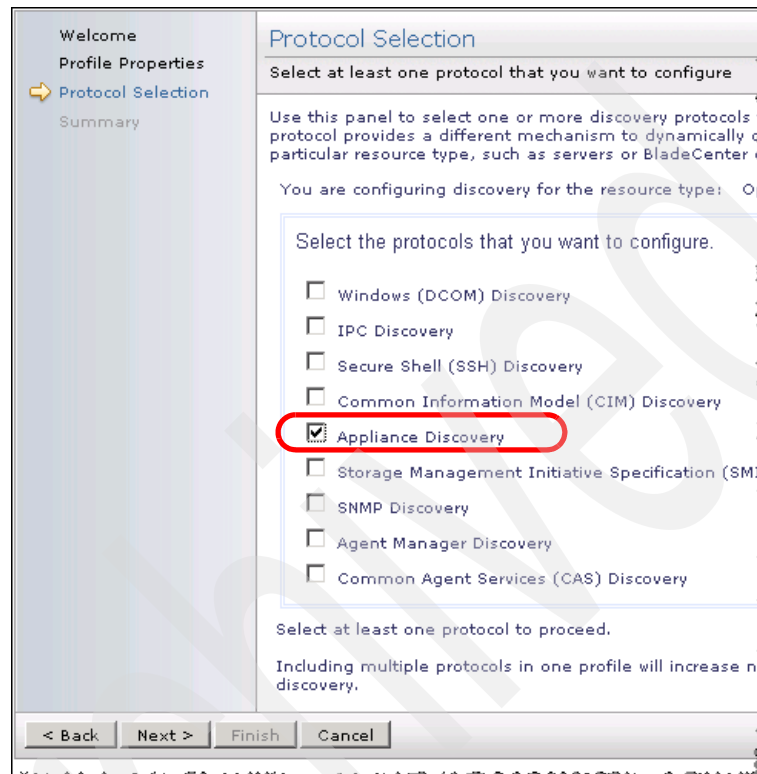 Welcome
Profile Properties
Protocol Selection
Summary
Protocol Selection
Select at least one protocol that you want to configure
Use this panel to select one or more discovery protocols
protocol provides a different mechanism to dynamically
particular resource type, such as servers or BladeCenter
You are configuring discovery for the resource type:
Select the protocols that you want to configure.
Windows (DCOM) Discovery
IPC Discovery
Secure Shell (SSH) Discovery
Common Information Model (CIM) Discovery
Appliance Discovery
Storage Management Initiative Specification (SMI
SNMP Discovery
Agent Manager Discovery
Common Agent Services (CAS) Discovery
Select at least one protocol to proceed.
Including multiple protocols in one profile will increase
discovery.
< Back
Next >
Finish
Cancel